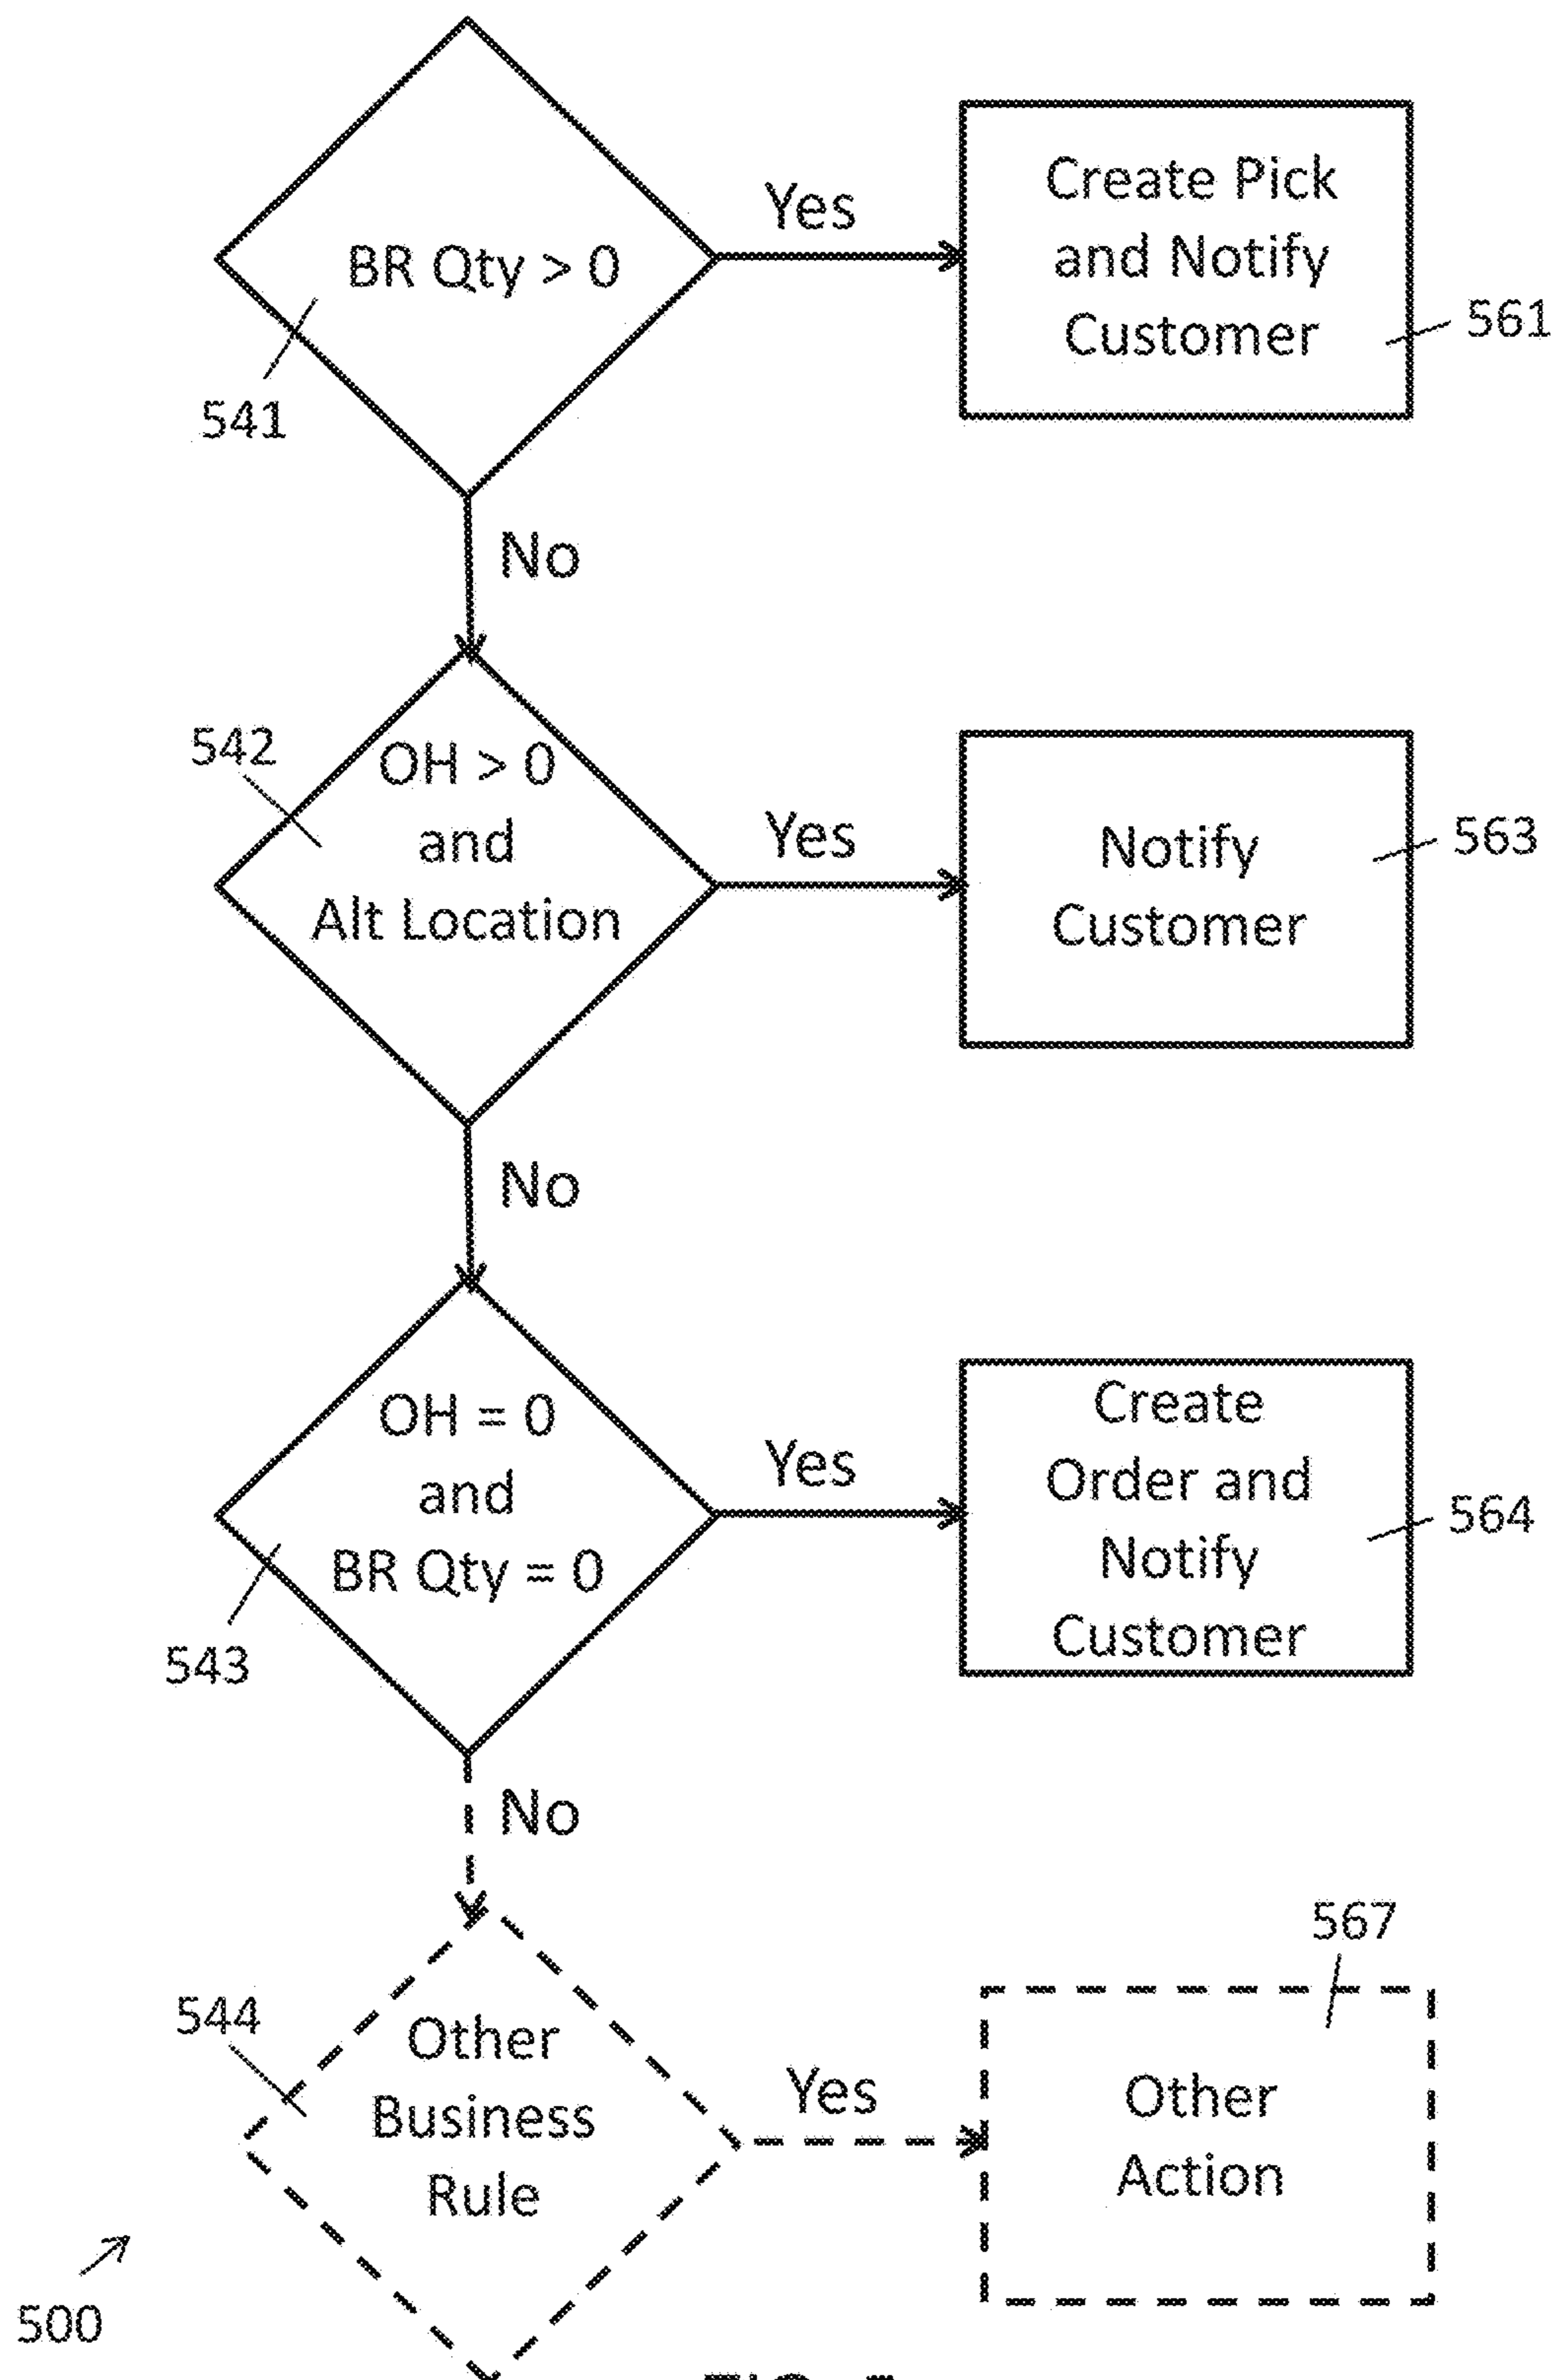 BR Qty > 0
Yes
Create Pick
and Notify
Customer
561
541
No
542
OH > 0
and
Alt Location
Yes
Notify
Customer
563
No
OH = 0
and
BR Qty = 0
Yes
Create
Order and
Notify
Customer
564
543
No
544
Other
Business
Rule
Yes
Other
Action
567
500